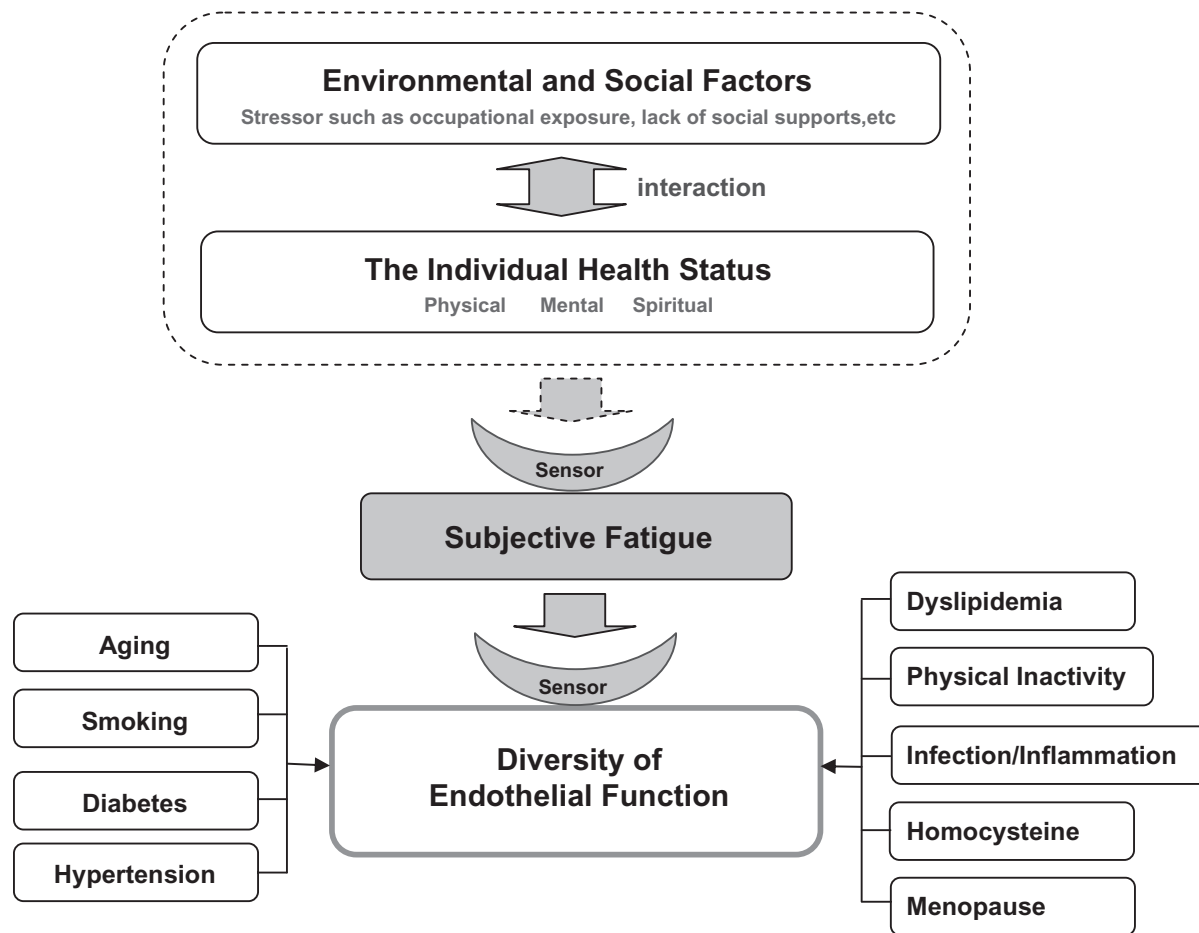 Environmental and Social Factors
Stressor such as occupational exposure, lack of social supports,etc
interaction
The Individual Health Status
Physical Mental Spiritual
Sensor
Subjective Fatigue
Sensor
Diversity of
Endothelial Function
Aging
Smoking
Diabetes
Hypertension
Dyslipidemia
Physical Inactivity
Infection/Inflammation
Homocysteine
Menopause